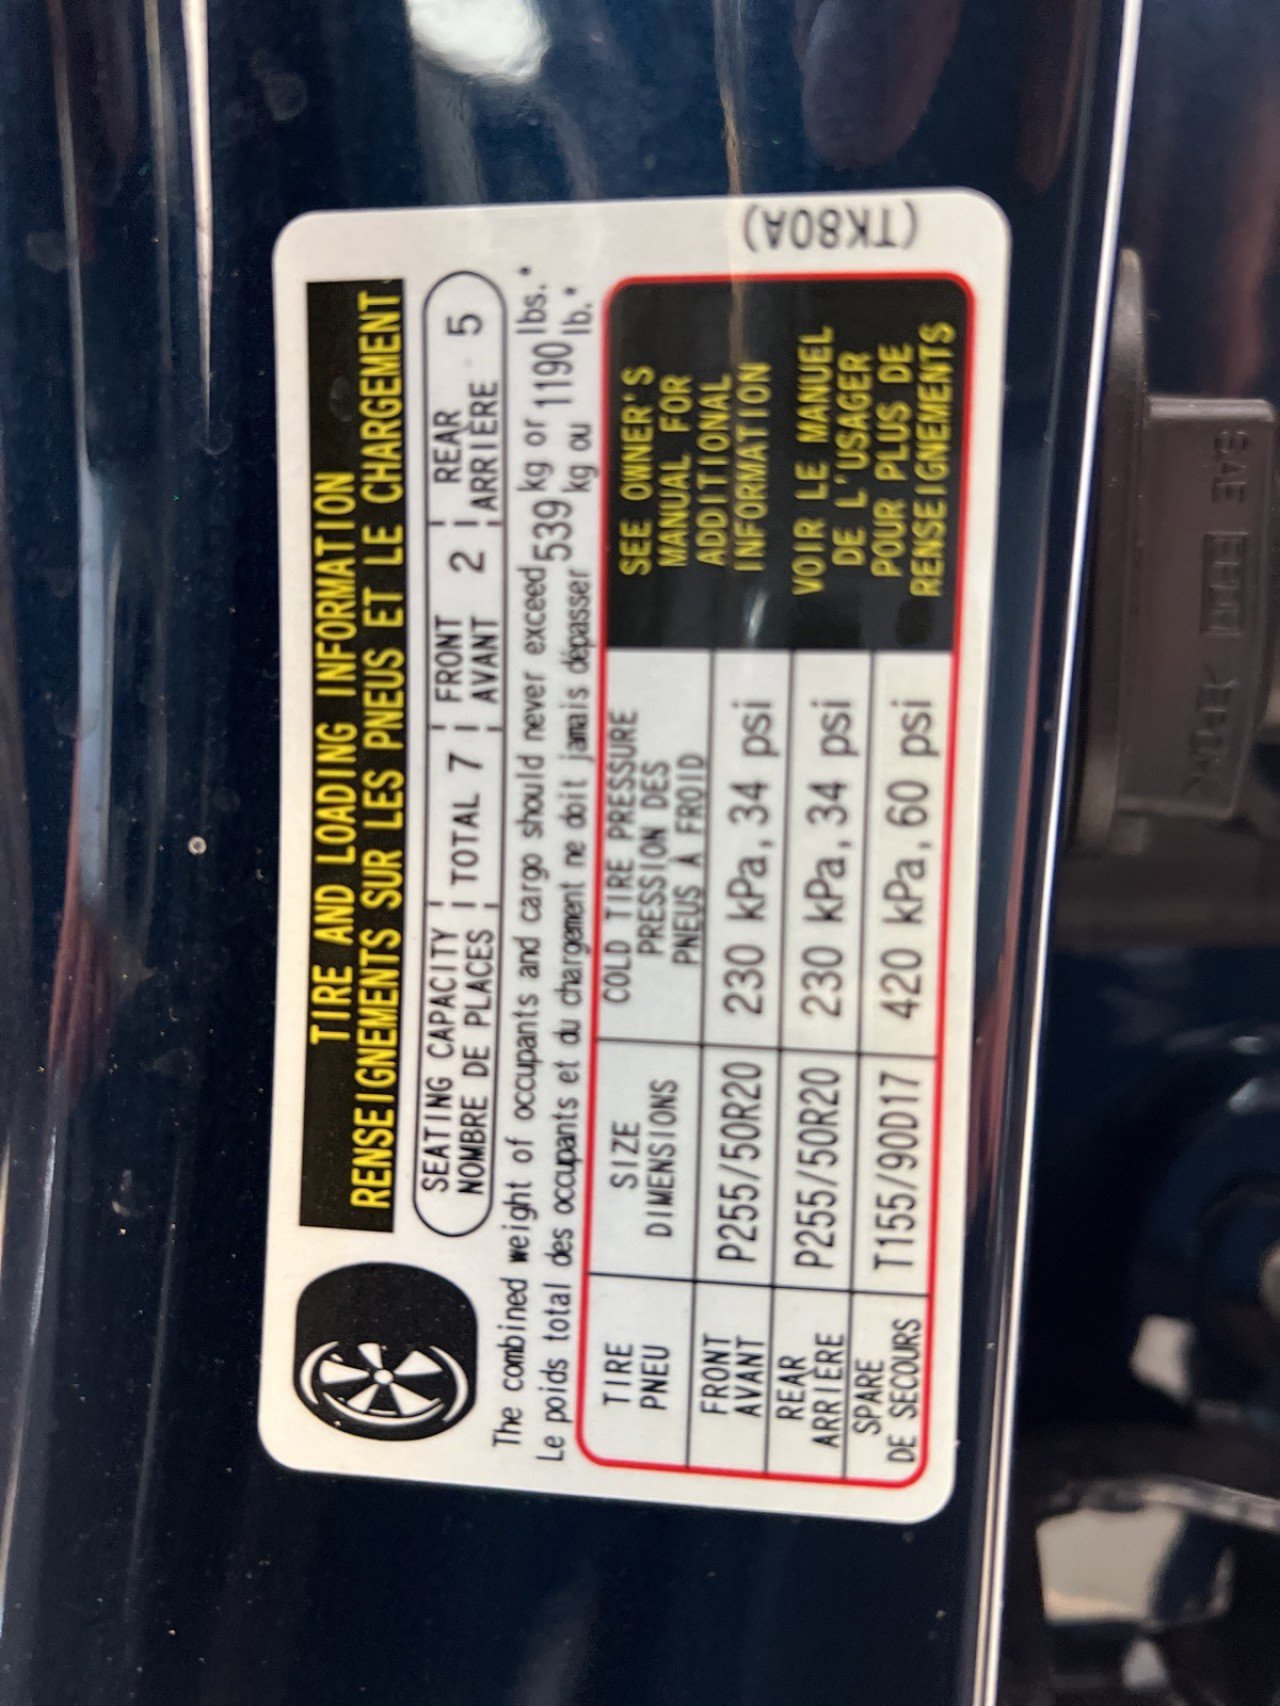 TIRE AND LOADING INFORMATION
RENSEIGNEMENTS SUR LES PNEUS ET LE CHARGEMENT
SEATING CAPACITY TOTAL 7 FRONT 2 REAR 5
NOMBRE DE PLACES AVANT ARRIÈRE
The combined weight of occupants and cargo should never exceed 539 kg or 1190 lbs.*
Le poids total des occupants et du chargement ne doit jamais dépasser 539 kg ou 1190 lb.*
TIRE SIZE COLD TIRE PRESSURE
PNEU DIMENSIONS PRESSION DES
PNEUS A FROID
FRONT P255/50R20 230 kPa, 34 psi
AVANT
REAR P255/50R20 230 kPa, 34 psi
ARRIERE
SPARE T155/90D17 420 kPa, 60 psi
DE SECOURS
SEE OWNER'S
MANUAL FOR
ADDITIONAL
INFORMATION
VOIR LE MANUEL
DE L'USAGER
POUR PLUS DE
RENSEIGNEMENTS
(TK80A)
>EPDM<